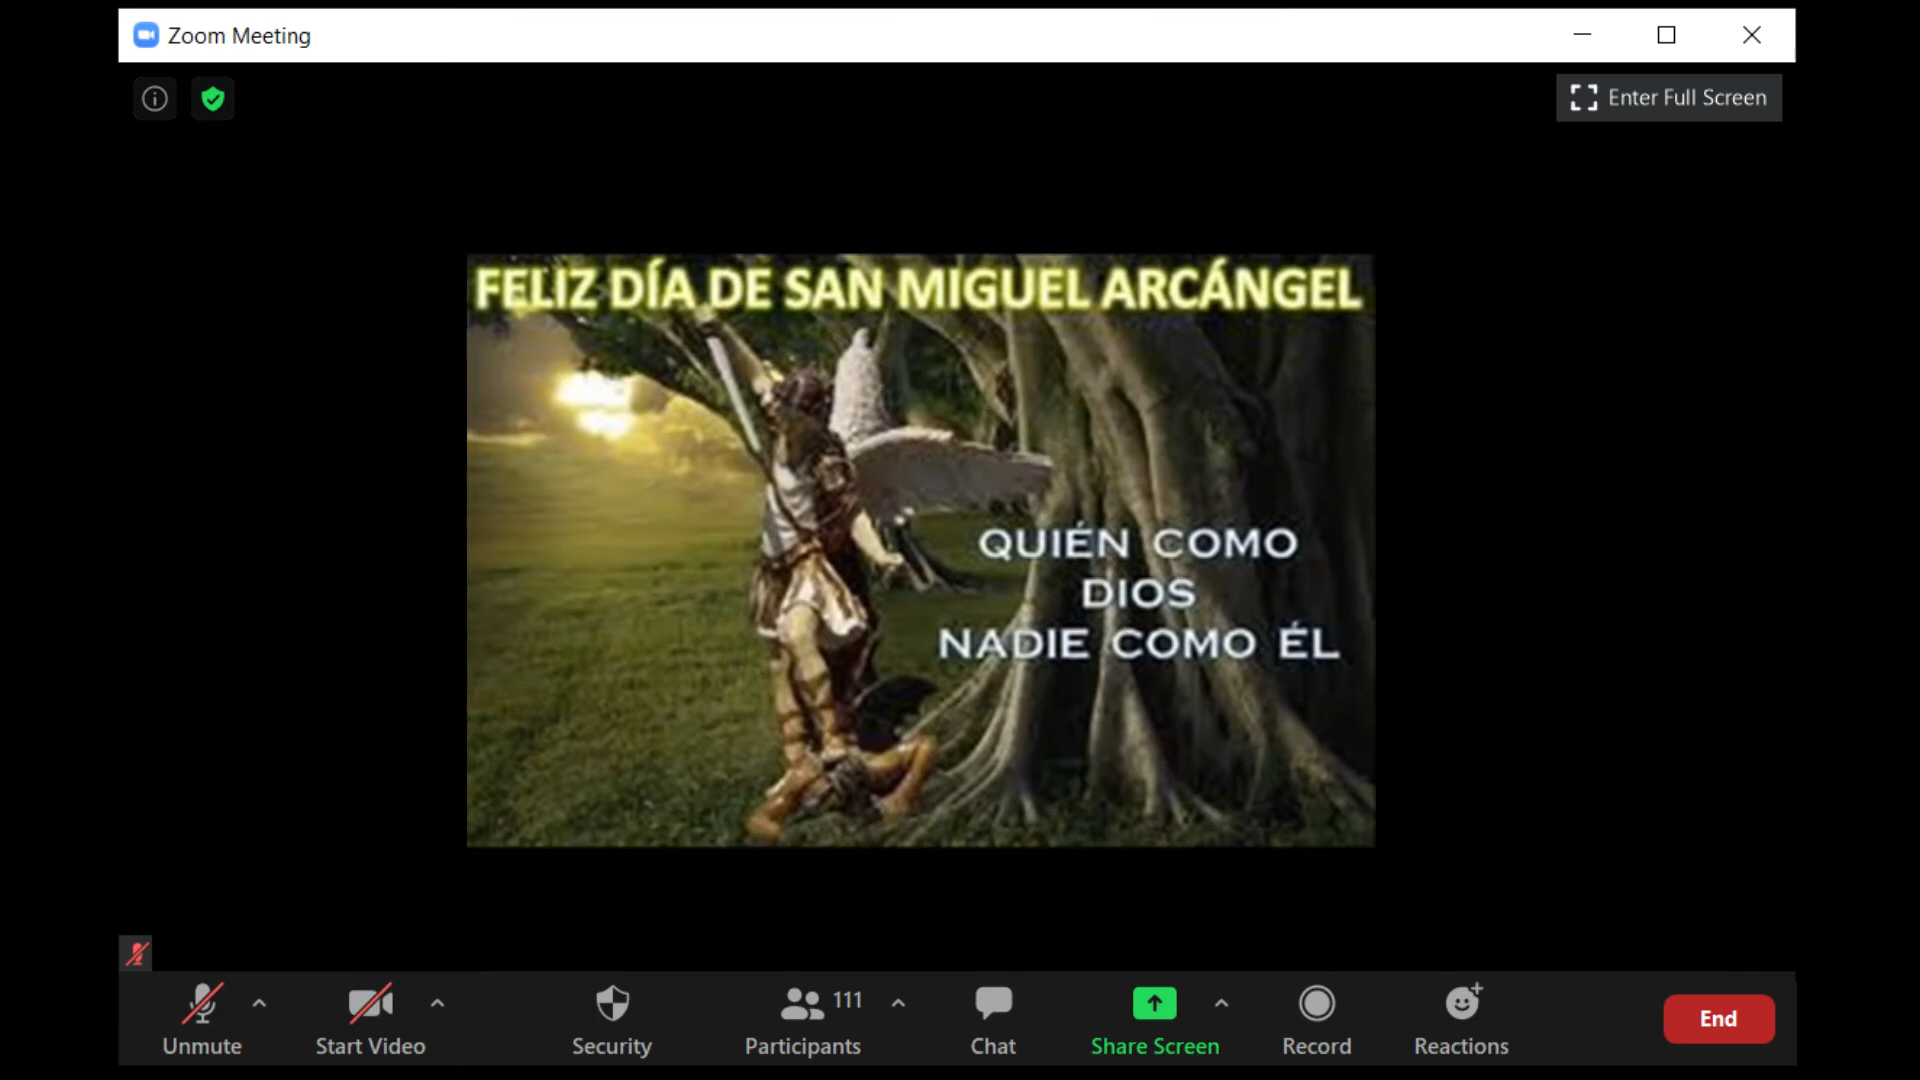 Zoom Meeting
Enter Full Screen
FELIZ DÍA DE SAN MIGUEL ARCÁNGEL
QUIÉN COMO
DIOS
NADIE COMO ÉL
111
Unmute
Start Video
Security
Participants
Chat
Share Screen
Record
Reactions
End